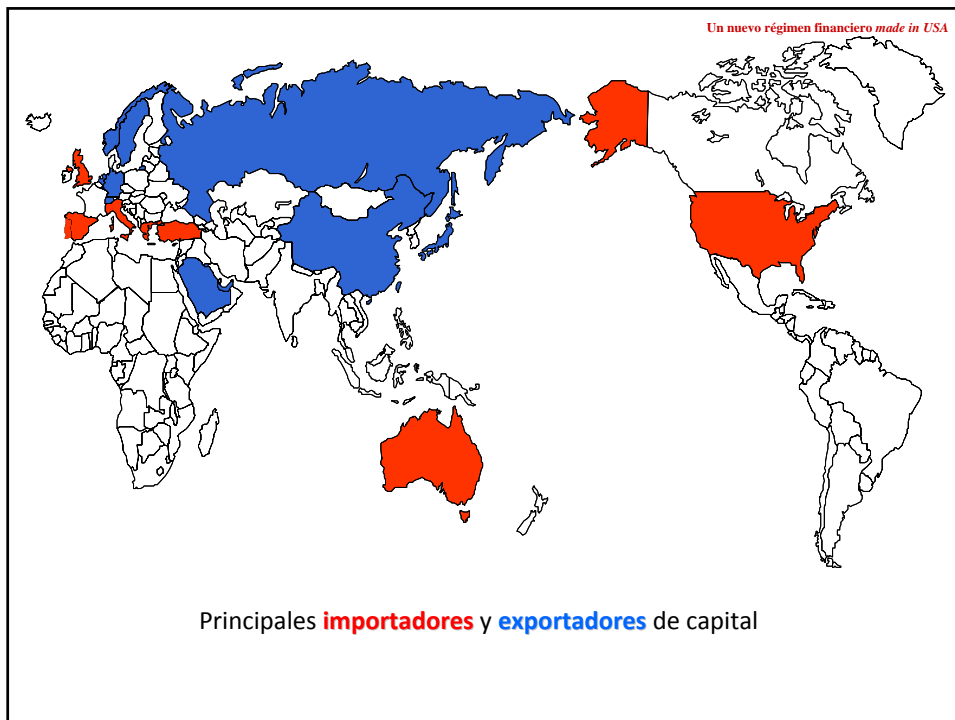 Un nuevo régimen financiero made in USA
Principales importadores y exportadores de capital